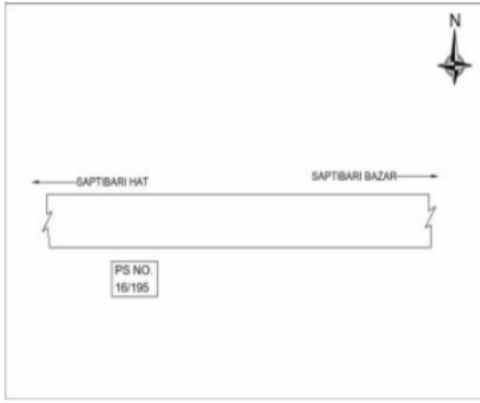 N
SAPTIBARI HAT
SAPTIBARI BAZAR
PS NO.
16/195